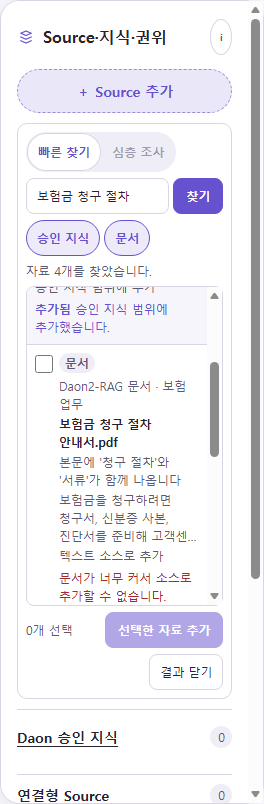 Source·지식·권위
i
+ Source 추가
빠른 찾기 심층 조사
보험금 청구 절차 찾기
승인 지식 문서
자료 4개를 찾았습니다.
추가됨 승인 지식 범위에
추가했습니다.
문서
Daon2-RAG 문서 · 보험
업무
보험금 청구 절차
안내서.pdf
본문에 '청구 절차'와
'서류'가 함께 나옵니다
보험금을 청구하려면
청구서, 신분증 사본,
진단서를 준비해 고객센...
텍스트 소스로 추가
문서가 너무 커서 소스로
추가할 수 없습니다.
0개 선택 선택한 자료 추가
결과 닫기
Daon 승인 지식 0
연결형 Source 0